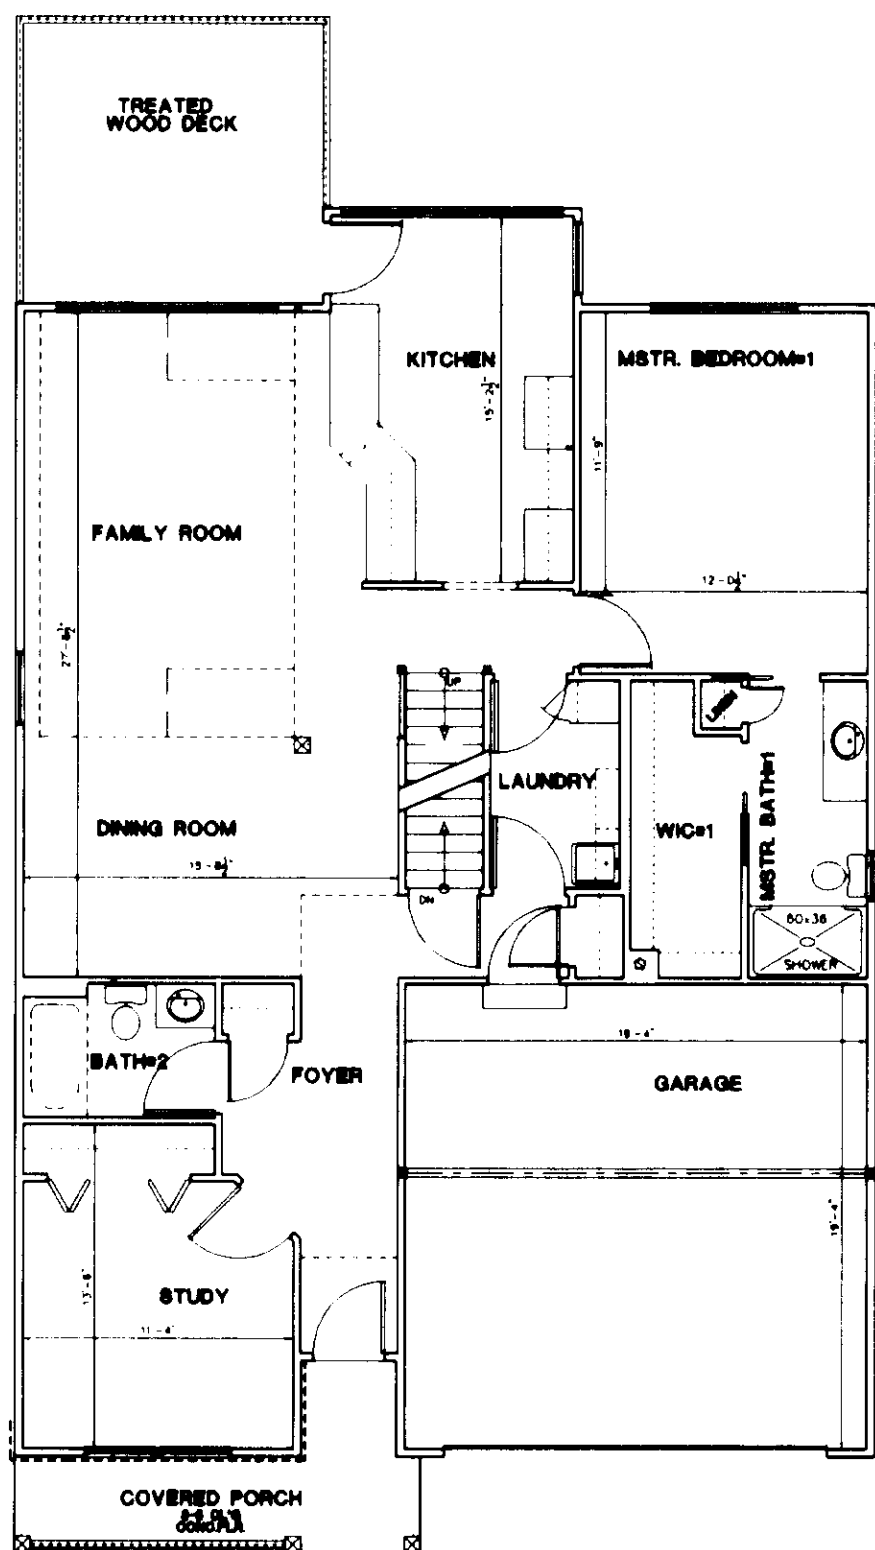 TREATED
WOOD DECK
KITCHEN
MSTR. BEDROOM#1
15'-2½"
11'-9"
FAMILY ROOM
12'-0½"
27'-8½"
UP
LINEN
LAUNDRY
DINING ROOM
WIC#1
MSTR. BATH#1
15'-8½"
DN
60x36
SHOWER
BATH#2
FOYER
19'-4"
GARAGE
19'-4"
13'-6"
STUDY
11'-4"
COVERED PORCH